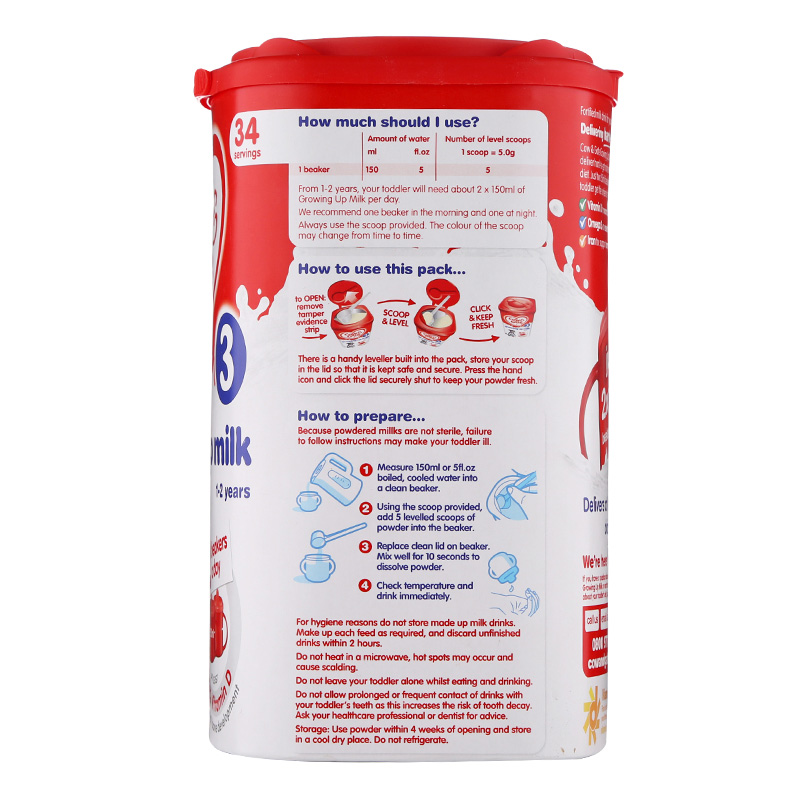 34
servings
How much should I use?
Amount of water
Number of level scoops
ml
fl.oz
1 scoop = 5.0g
1 beaker
150
5
5
From 1-2 years, your toddler will need about 2 x 150ml of
Growing Up Milk per day.
We recommend one beaker in the morning and one at night.
Always use the scoop provided. The colour of the scoop
may change from time to time.
How to use this pack...
to OPEN:
remove
tamper
evidence
strip
SCOOP
& LEVEL
CLICK
& KEEP
FRESH
There is a handy leveller built into the pack, store your scoop
in the lid so that it is kept safe and secure. Press the hand
icon and click the lid securely shut to keep your powder fresh.
How to prepare...
Because powdered millks are not sterile, failure
to follow instructions may make your toddler ill.
1 Measure 150ml or 5fl.oz
boiled, cooled water into
a clean beaker.
2 Using the scoop provided,
add 5 levelled scoops of
powder into the beaker.
3 Replace clean lid on beaker.
Mix well for 10 seconds to
dissolve powder.
4 Check temperature and
drink immediately.
For hygiene reasons do not store made up milk drinks.
Make up each feed as required, and discard unfinished
drinks within 2 hours.
Do not heat in a microwave, hot spots may occur and
cause scalding.
Do not leave your toddler alone whilst eating and drinking.
Do not allow prolonged or frequent contact of drinks with
your toddler's teeth as this increases the risk of tooth decay.
Ask your healthcare professional or dentist for advice.
Storage: Use powder within 4 weeks of opening and store
in a cool dry place. Do not refrigerate.
3
milk
1-2 years
day
D
Delivering
Cow &
diet.
Vitamin D
We're here
call us
0800